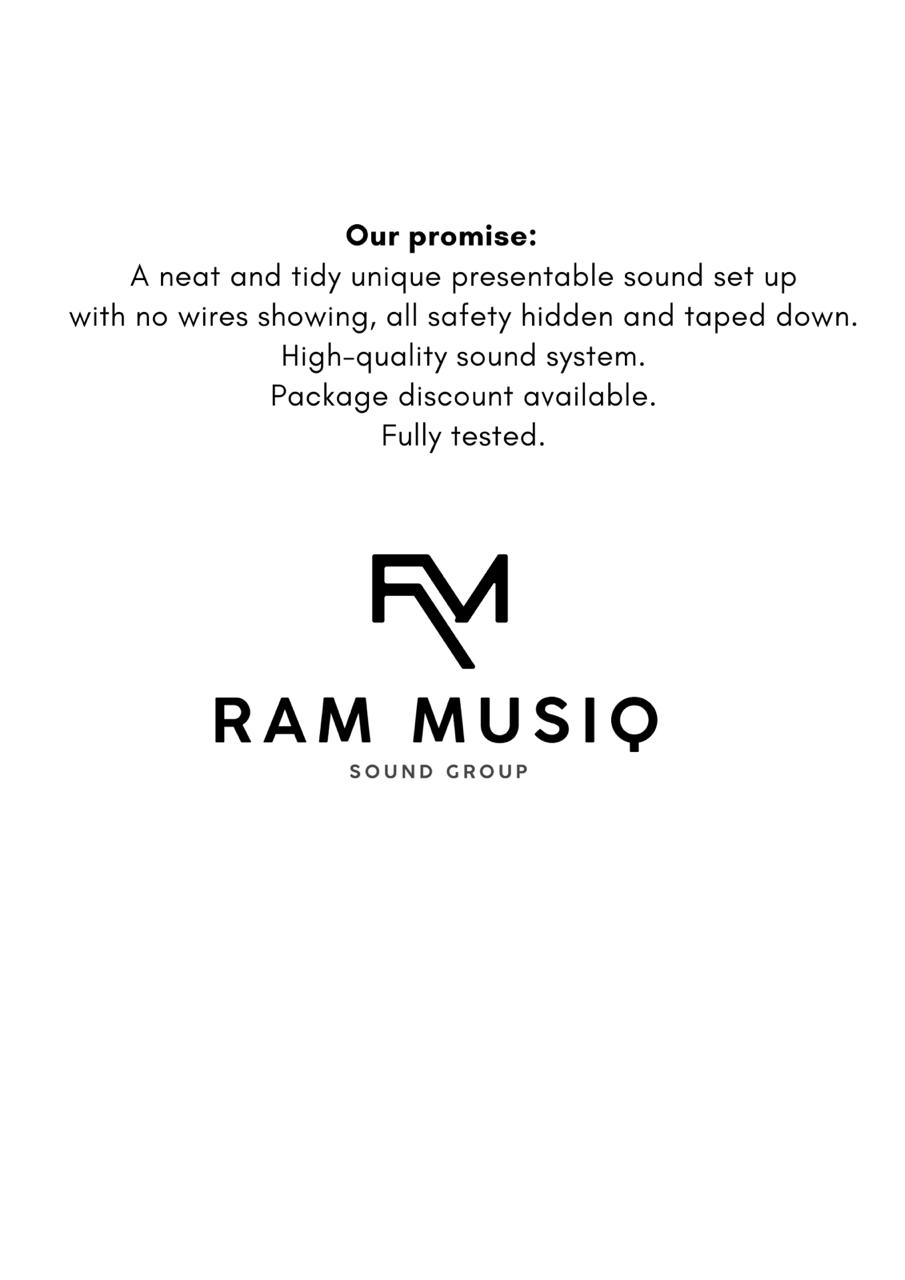 Our promise:
A neat and tidy unique presentable sound set up
with no wires showing, all safety hidden and taped down.
High-quality sound system.
Package discount available.
Fully tested.
RM
RAM MUSIQ
SOUND GROUP